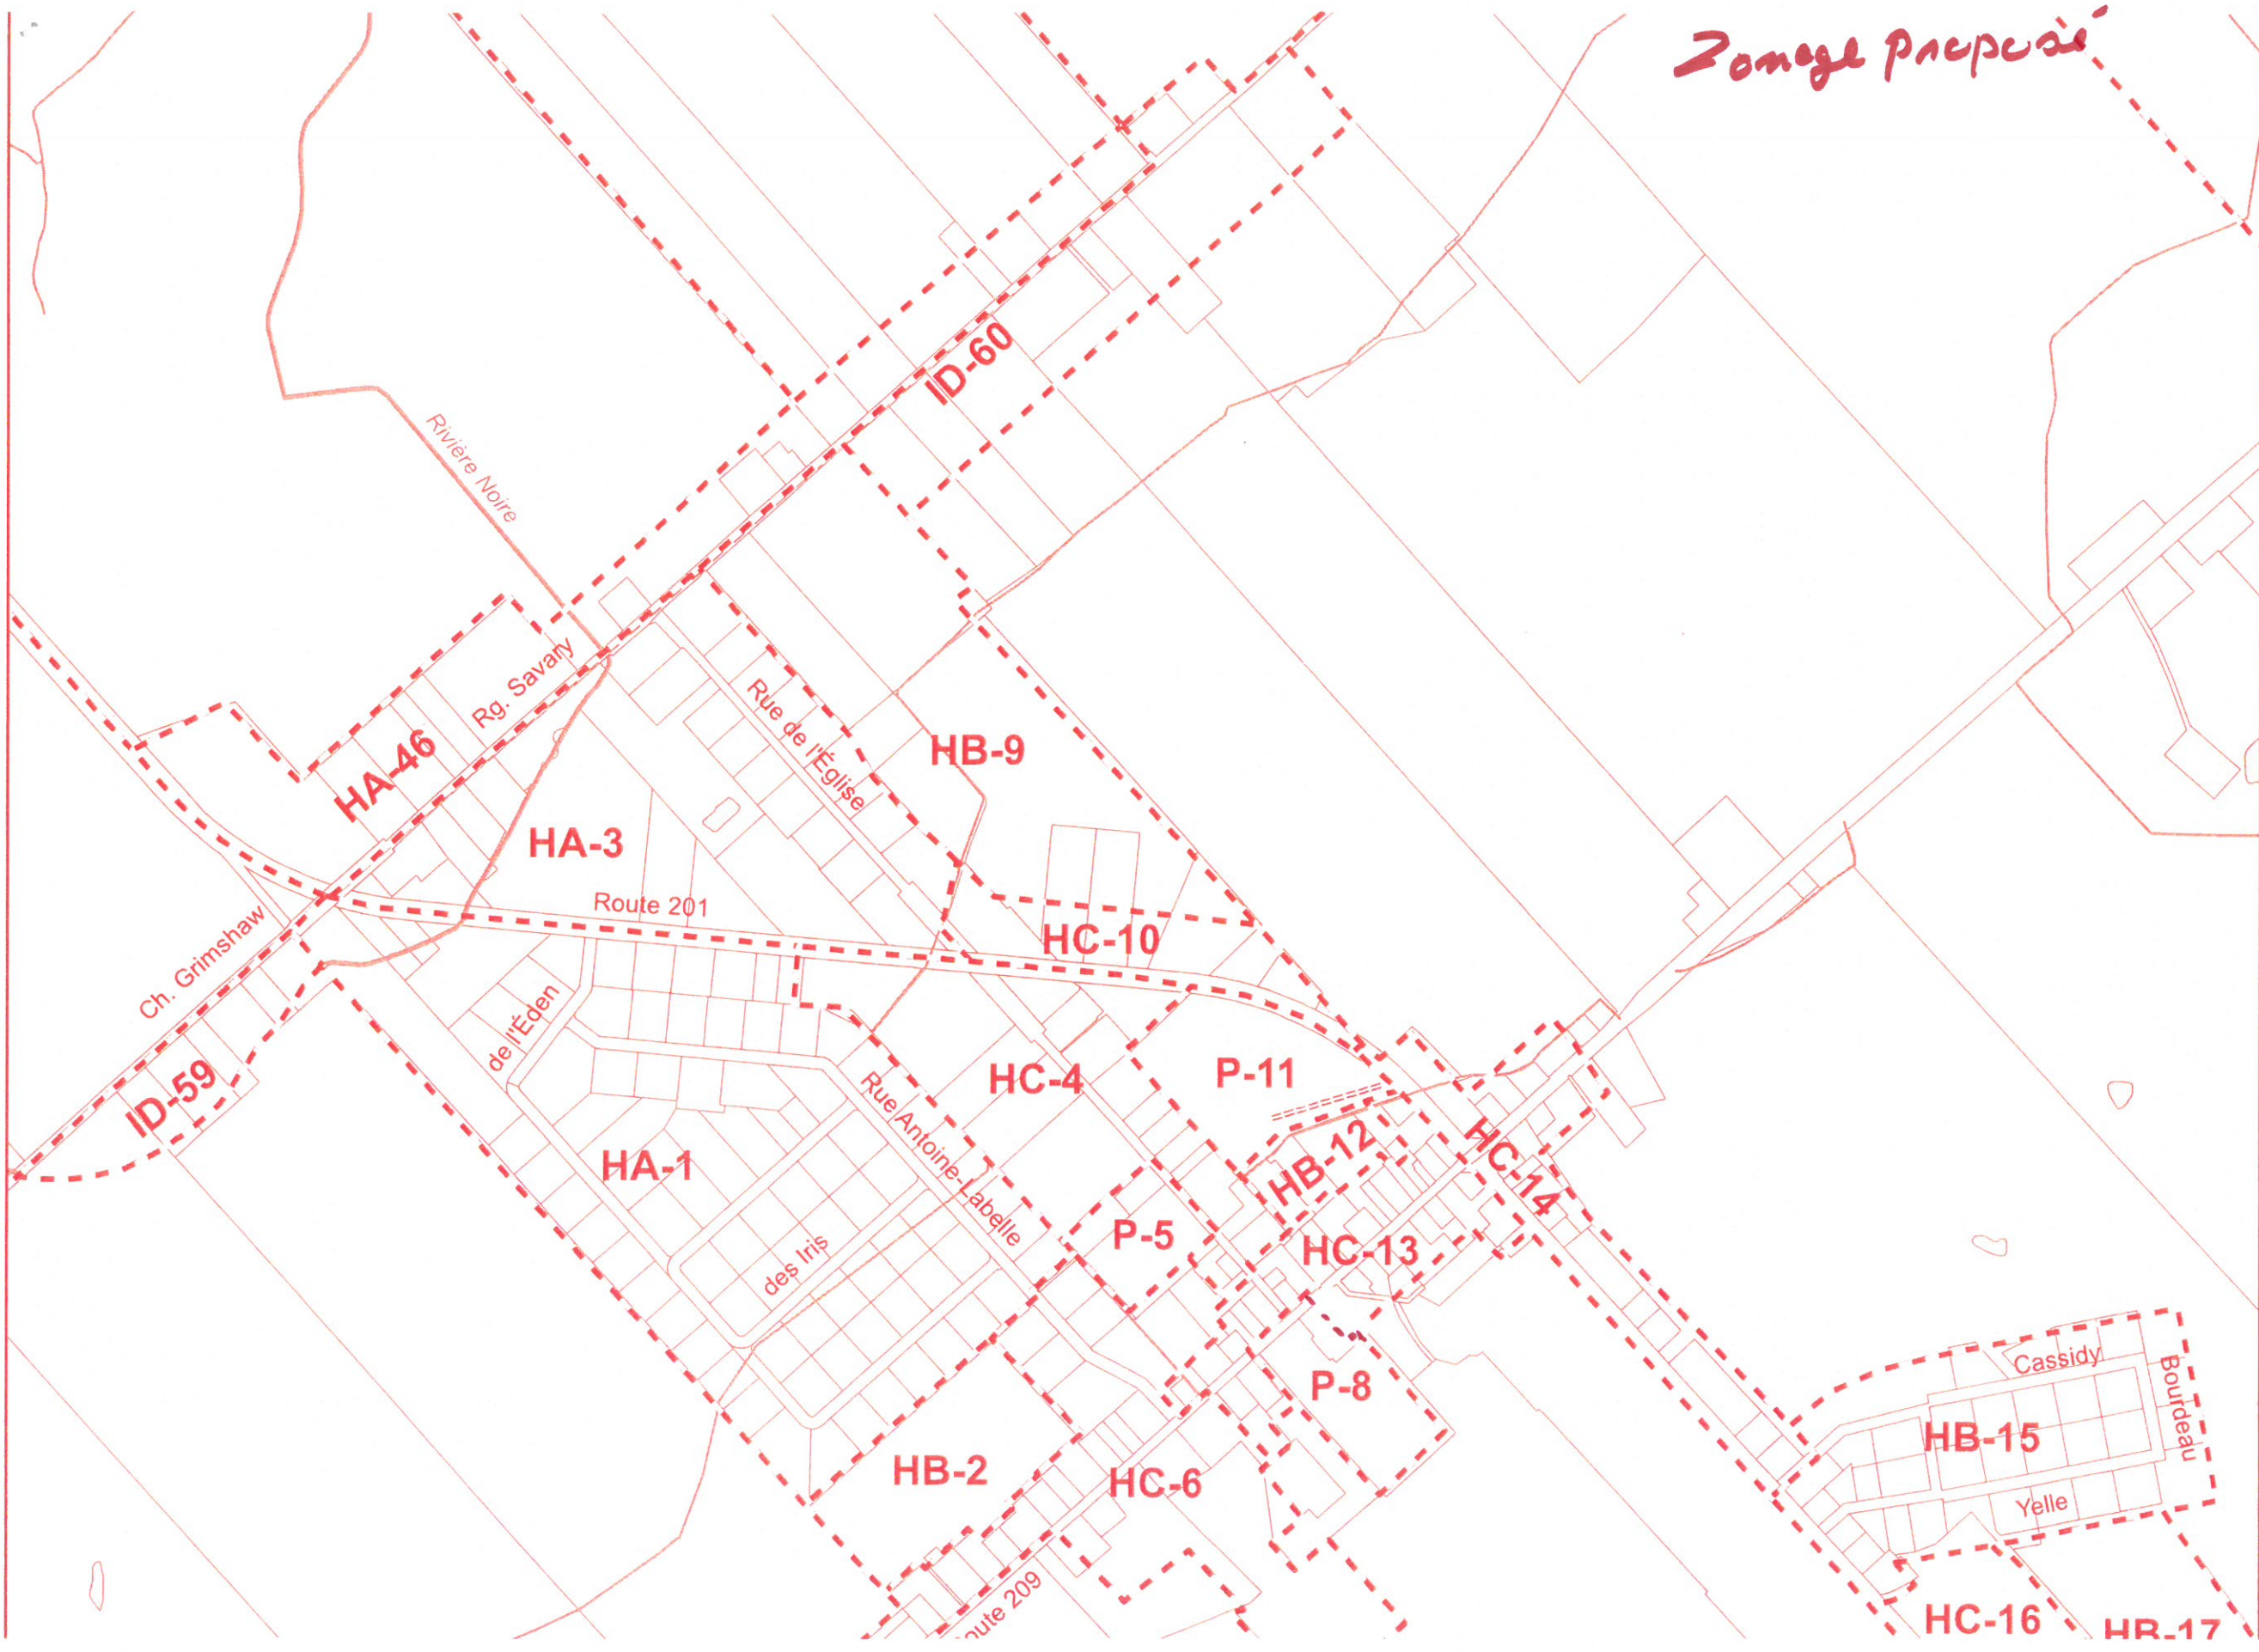 Zonage proposé
ID-60
Rivière Noire
Rg. Savary
HA-46
Rue de l'Église
HB-9
HA-3
Route 201
HC-10
Ch. Grimshaw
de l'Éden
ID-59
HC-4
P-11
Rue Antoine-Labelle
HA-1
HB-12
HC-14
P-5
HC-13
des Iris
P-8
Cassidy
Bourdeau
HB-15
HB-2
HC-6
Yelle
oute 209
HC-16
HB-17